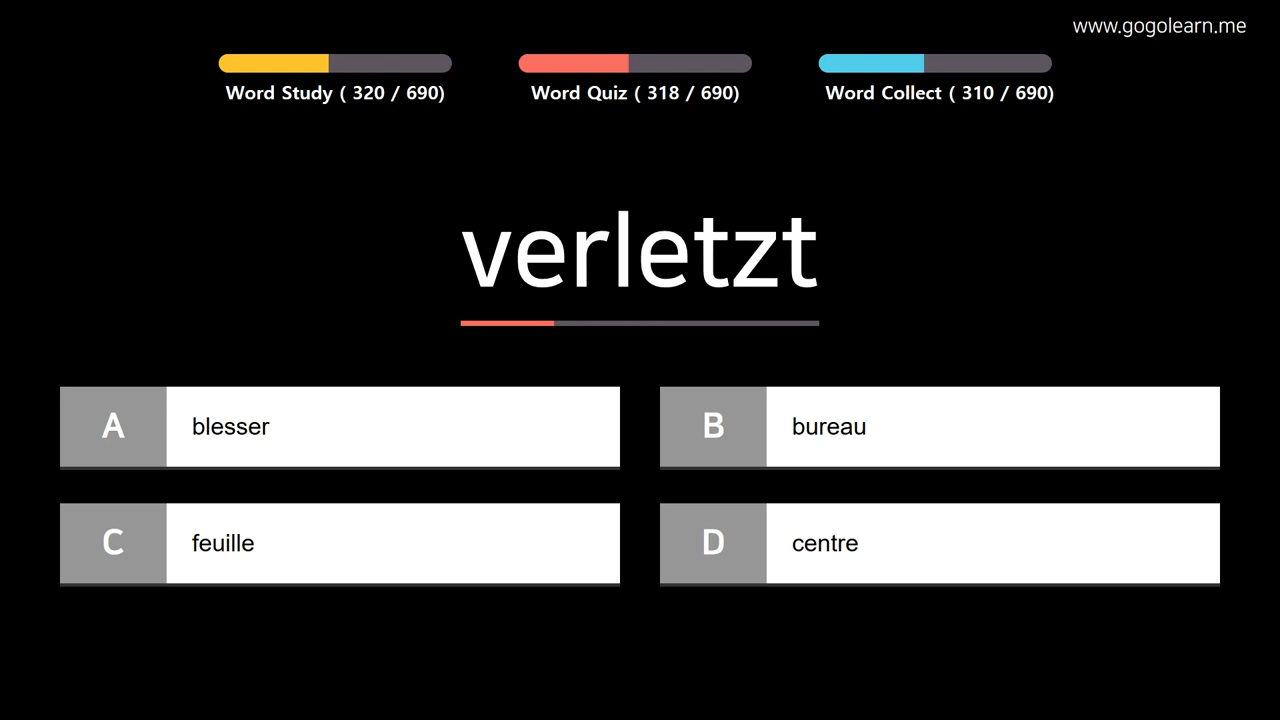 www.gogolearn.me
Word Study ( 320 / 690)
Word Quiz ( 318 / 690)
Word Collect ( 310 / 690)
verletzt
A blesser
B bureau
C feuille
D centre